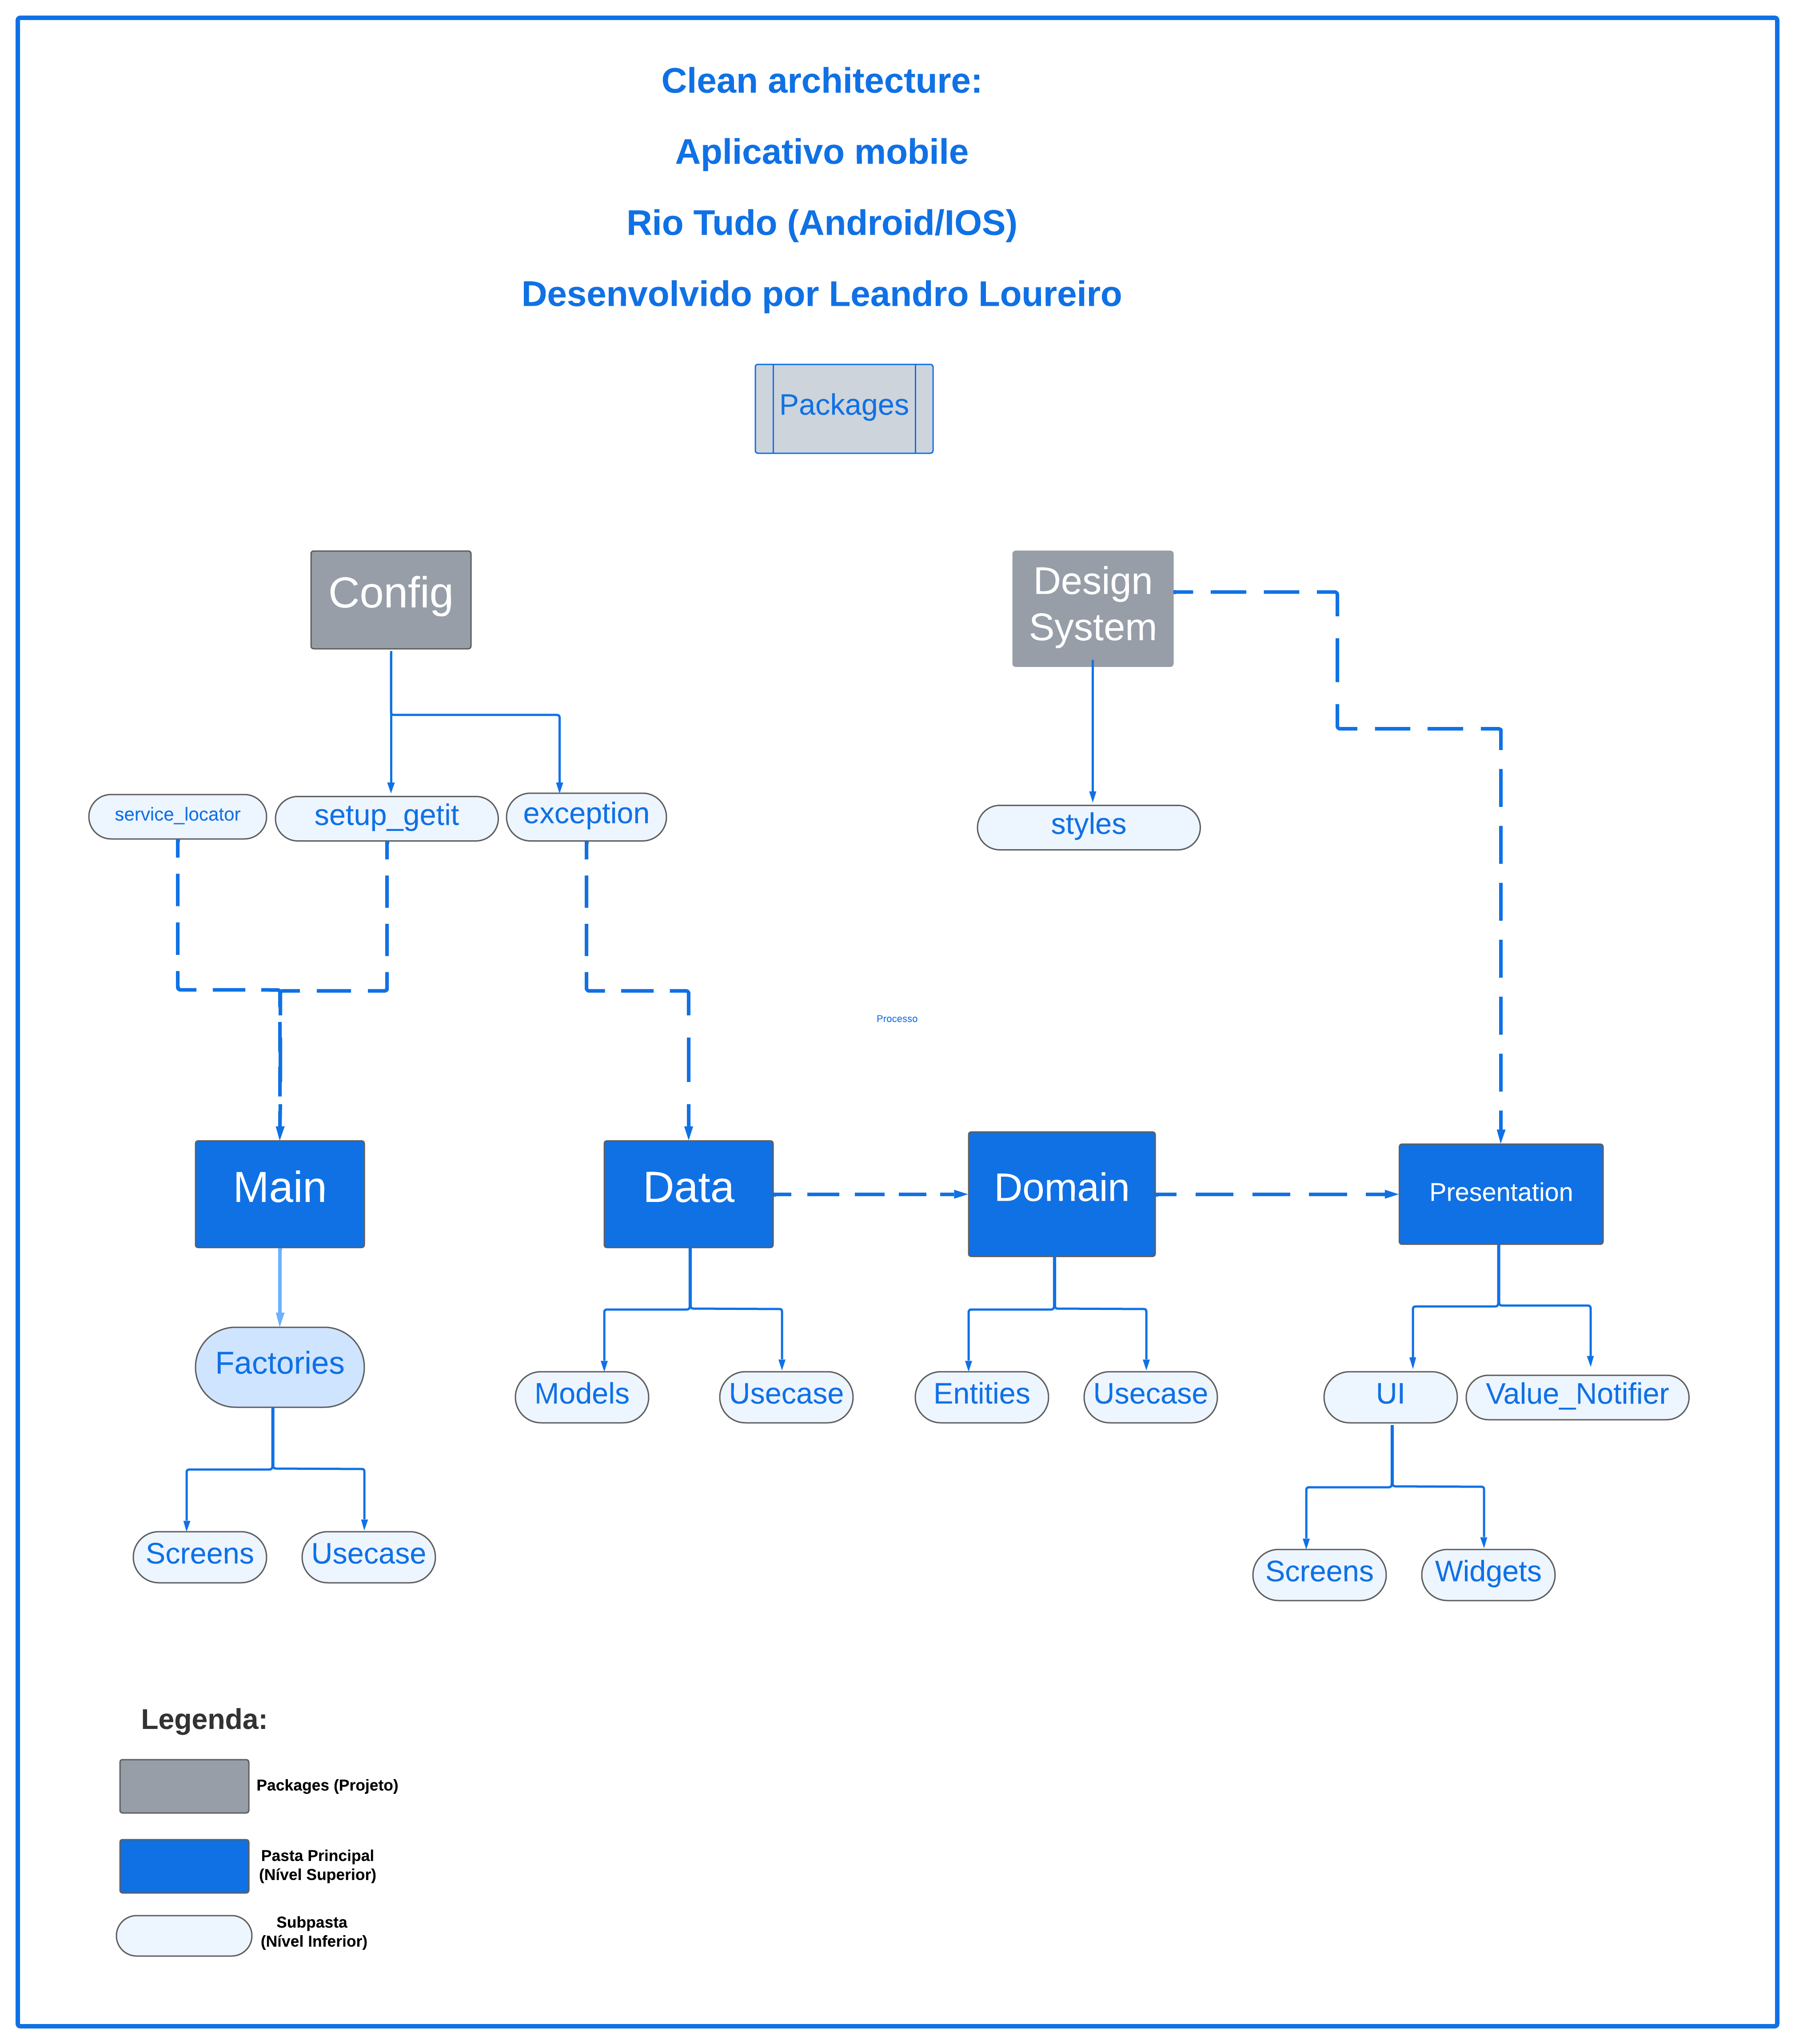 Clean architecture:
Aplicativo mobile
Rio Tudo (Android/IOS)
Desenvolvido por Leandro Loureiro
Packages
Config
Design
System
service_locator
setup_getit
exception
styles
Processo
Main
Data
Domain
Presentation
Factories
Models
Usecase
Entities
Usecase
UI
Value_Notifier
Screens
Usecase
Screens
Widgets
Legenda:
Packages (Projeto)
Pasta Principal
(Nível Superior)
Subpasta
(Nível Inferior)